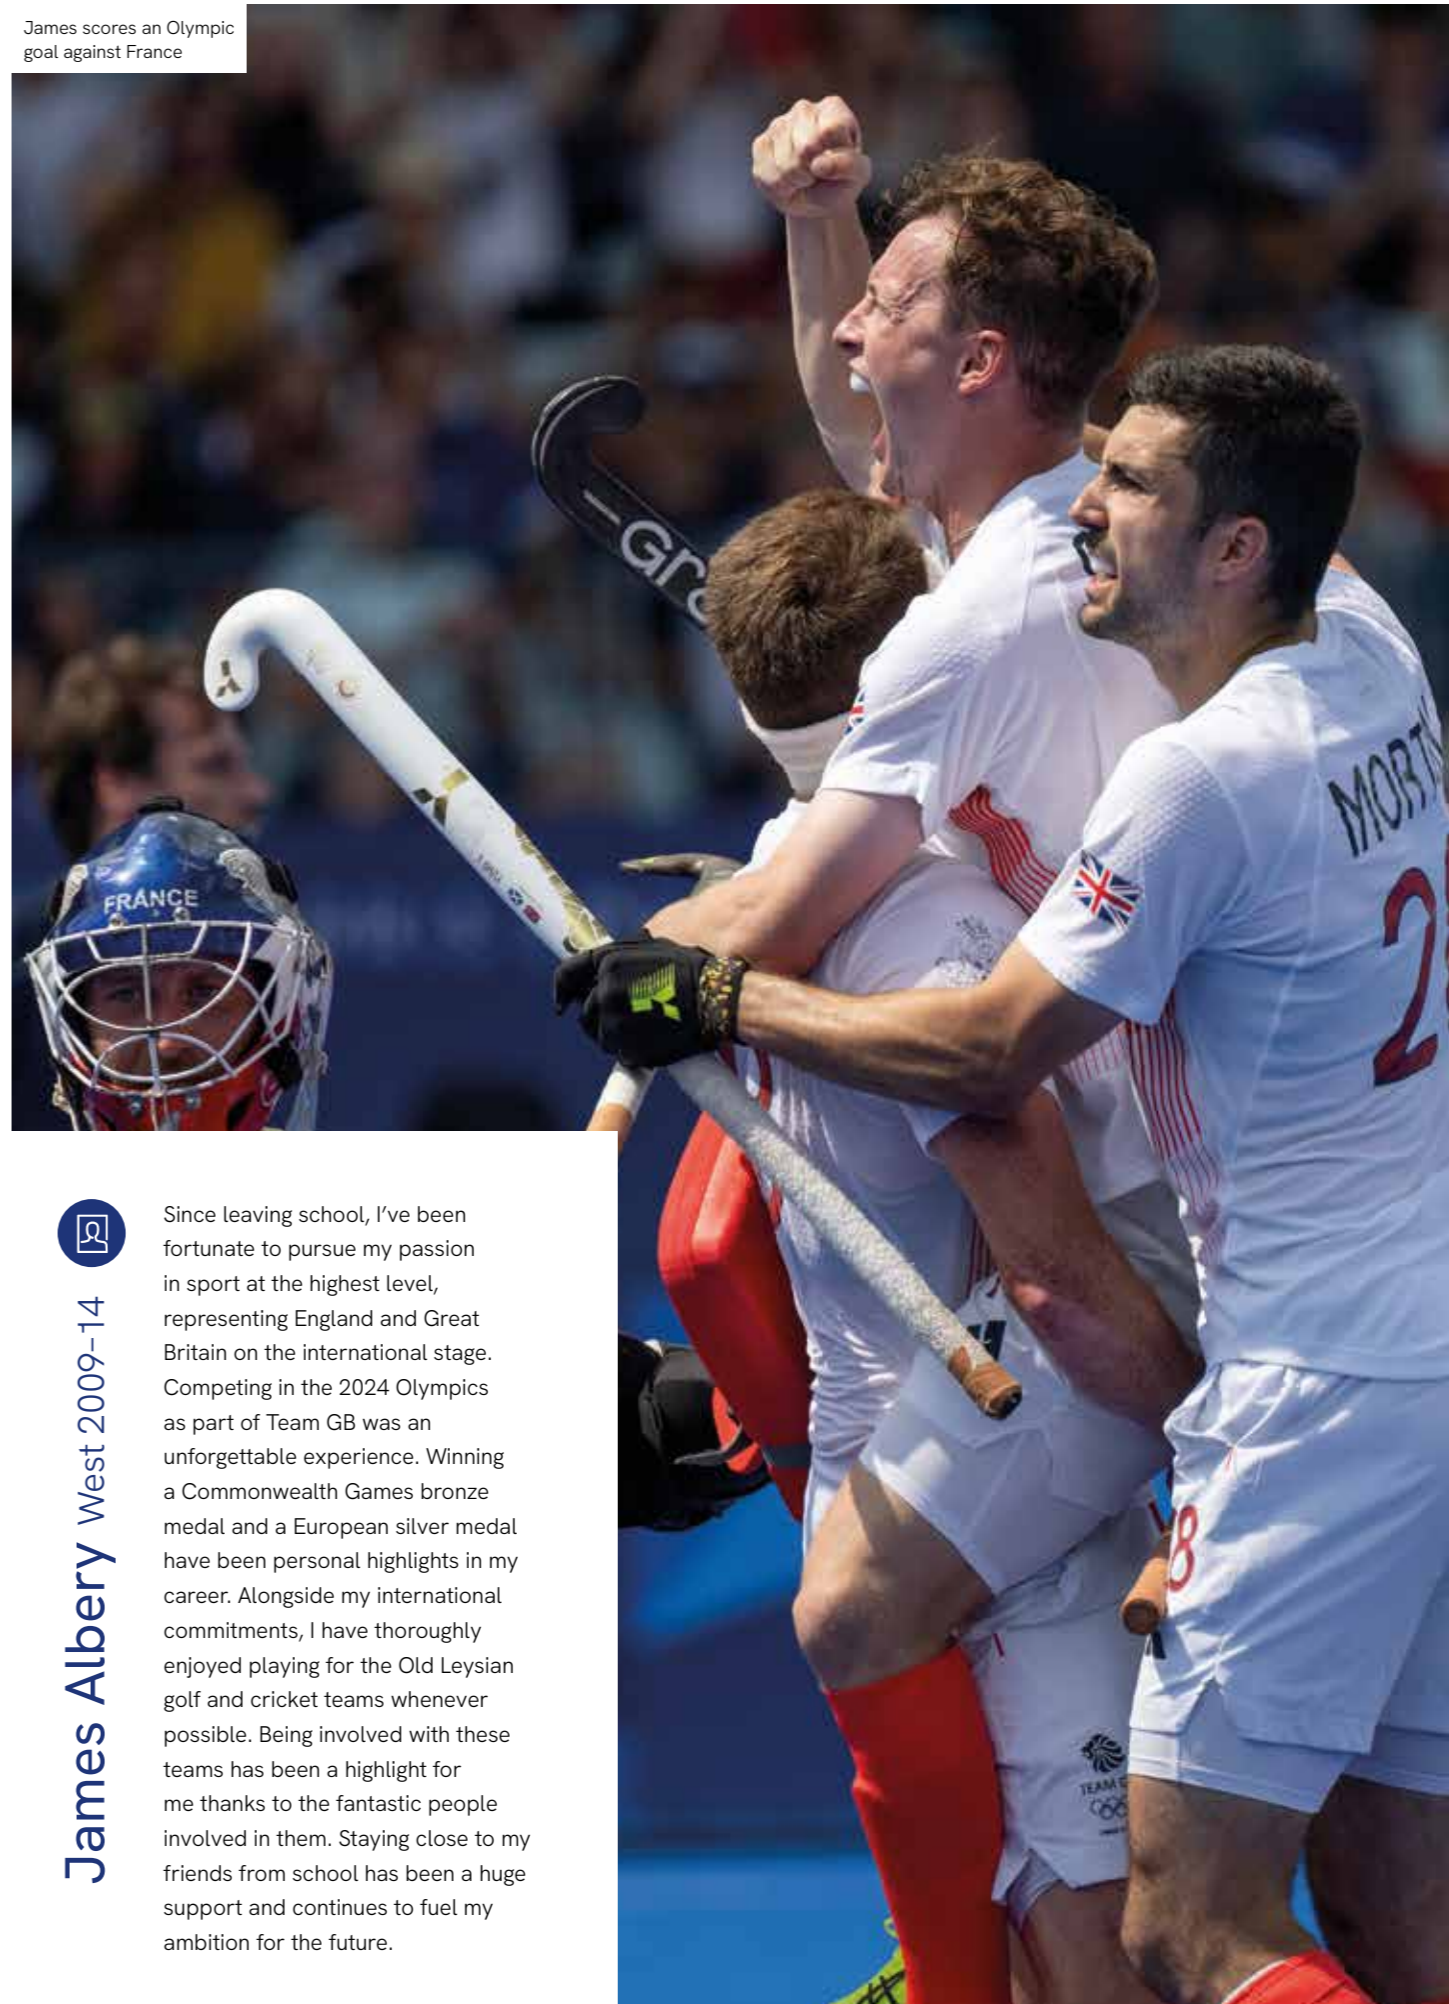 James scores an Olympic
goal against France
FRANCE
2
8
TEAM
James Albery West 2009–14
Since leaving school, I’ve been
fortunate to pursue my passion
in sport at the highest level,
representing England and Great
Britain on the international stage.
Competing in the 2024 Olympics
as part of Team GB was an
unforgettable experience. Winning
a Commonwealth Games bronze
medal and a European silver medal
have been personal highlights in my
career. Alongside my international
commitments, I have thoroughly
enjoyed playing for the Old Leysian
golf and cricket teams whenever
possible. Being involved with these
teams has been a highlight for
me thanks to the fantastic people
involved in them. Staying close to my
friends from school has been a huge
support and continues to fuel my
ambition for the future.